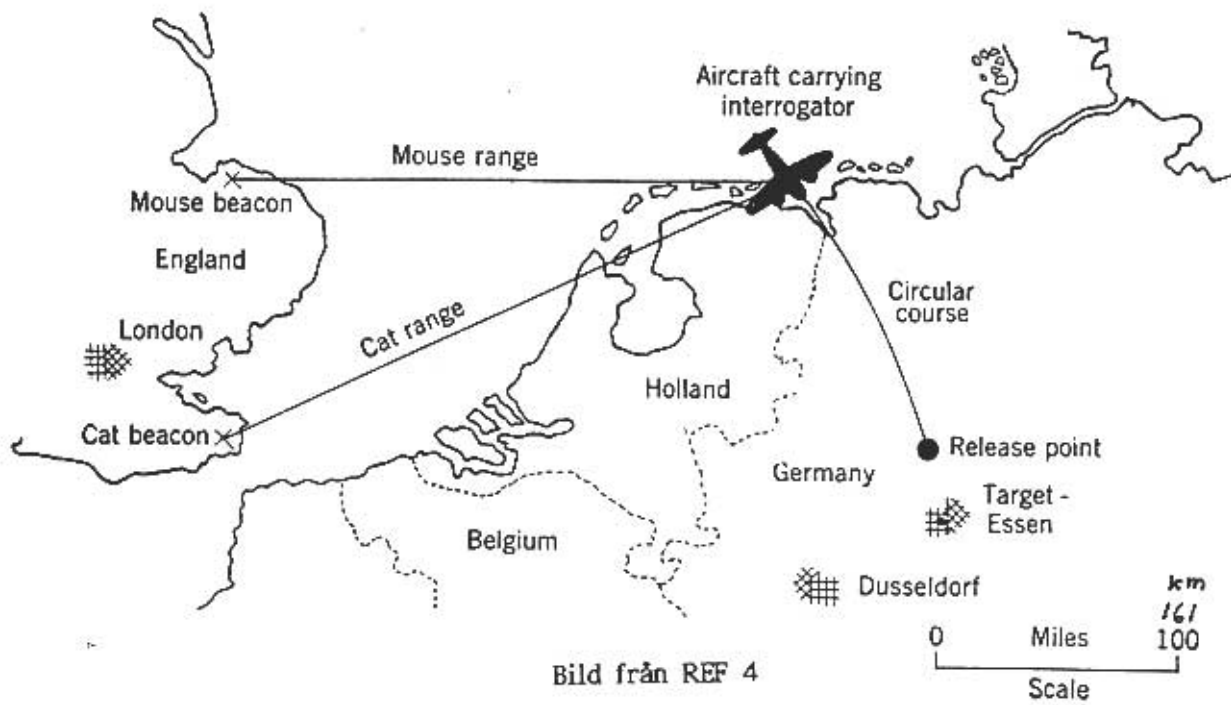 Aircraft carrying
interrogator
Mouse range
Mouse beacon
England
Cat range
Circular
course
London
Holland
Cat beacon
Release point
Germany
Target -
Essen
Belgium
Dusseldorf
km
161
0 Miles 100
Scale
Bild från REF 4